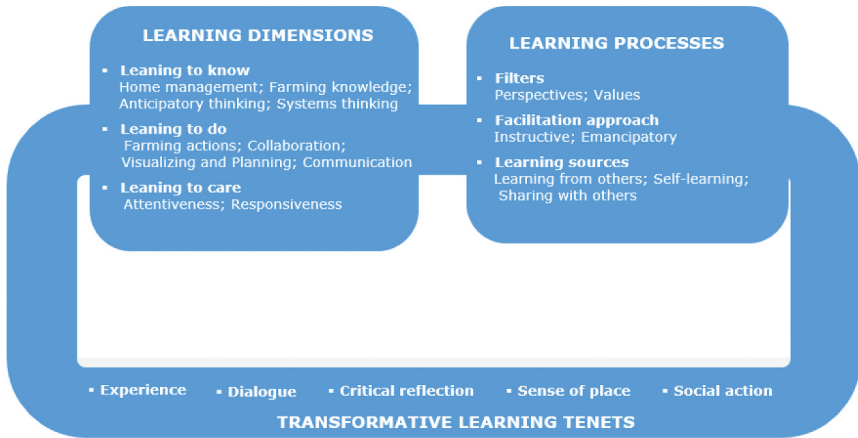 LEARNING DIMENSIONS
▪ Leaning to know
Home management; Farming knowledge;
Anticipatory thinking; Systems thinking
▪ Leaning to do
Farming actions; Collaboration;
Visualizing and Planning; Communication
▪ Leaning to care
Attentiveness; Responsiveness
LEARNING PROCESSES
▪ Filters
Perspectives; Values
▪ Facilitation approach
Instructive; Emancipatory
▪ Learning sources
Learning from others; Self-learning;
Sharing with others
▪ Experience ▪ Dialogue ▪ Critical reflection ▪ Sense of place ▪ Social action
TRANSFORMATIVE LEARNING TENETS